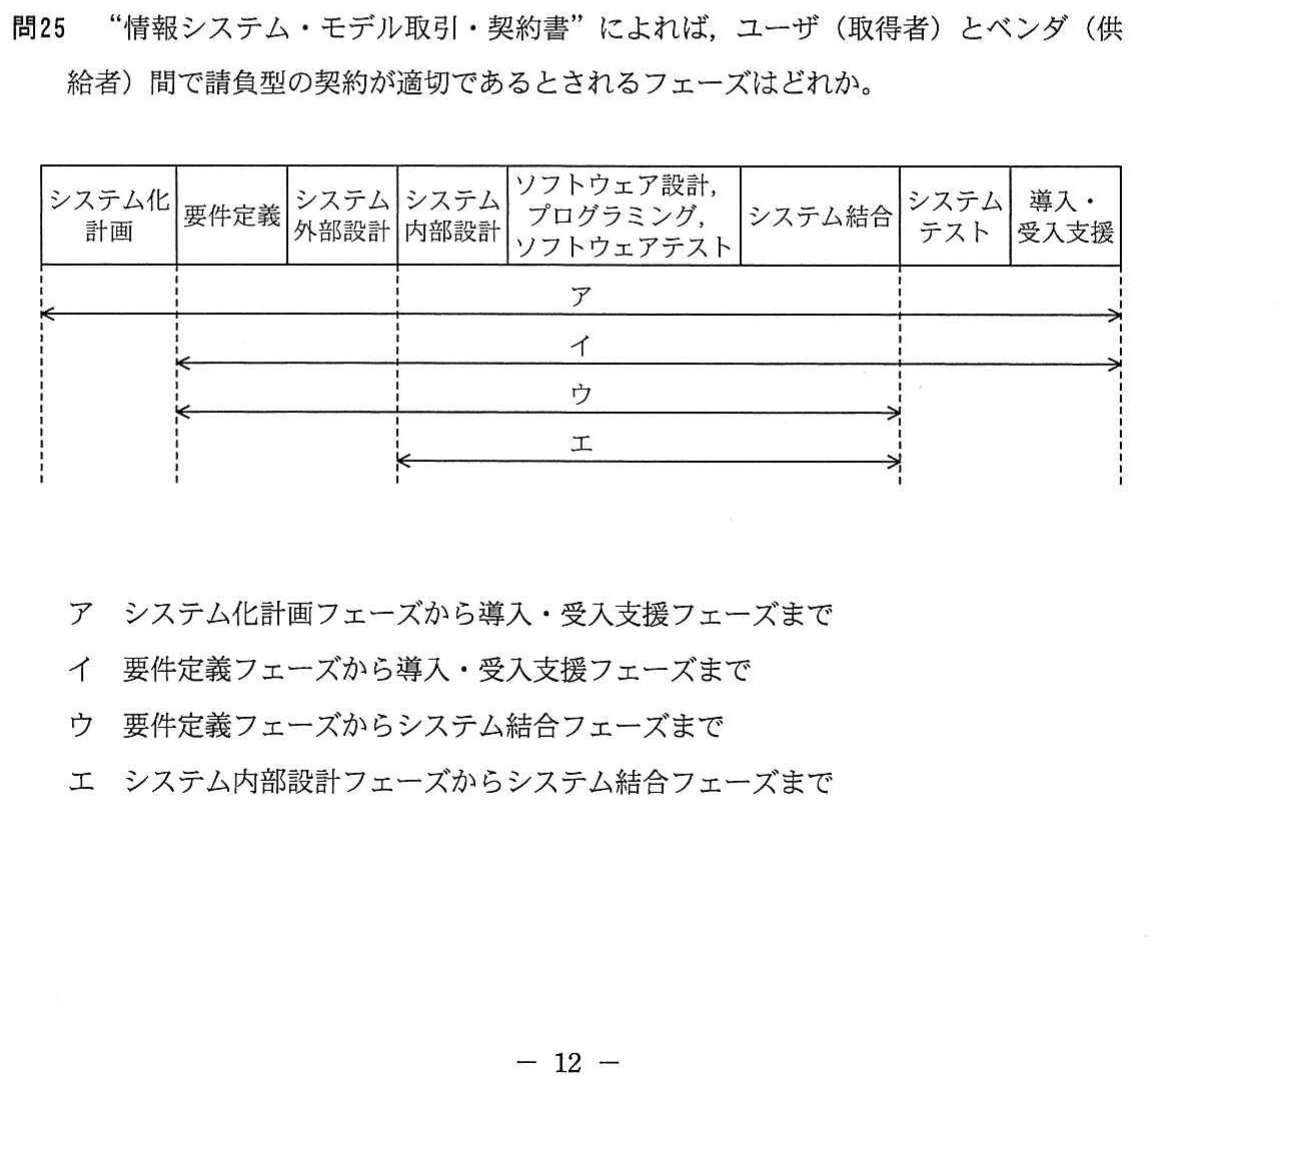 問25 “情報システム・モデル取引・契約書”によれば，ユーザ（取得者）とベンダ（供
給者）間で請負型の契約が適切であるとされるフェーズはどれか。
システム化
計画
要件定義
システム
外部設計
システム
内部設計
ソフトウェア設計，
プログラミング，
ソフトウェアテスト
システム結合
システム
テスト
導入・
受入支援
ア
イ
ウ
エ
ア システム化計画フェーズから導入・受入支援フェーズまで
イ 要件定義フェーズから導入・受入支援フェーズまで
ウ 要件定義フェーズからシステム結合フェーズまで
エ システム内部設計フェーズからシステム結合フェーズまで
－ 12 －